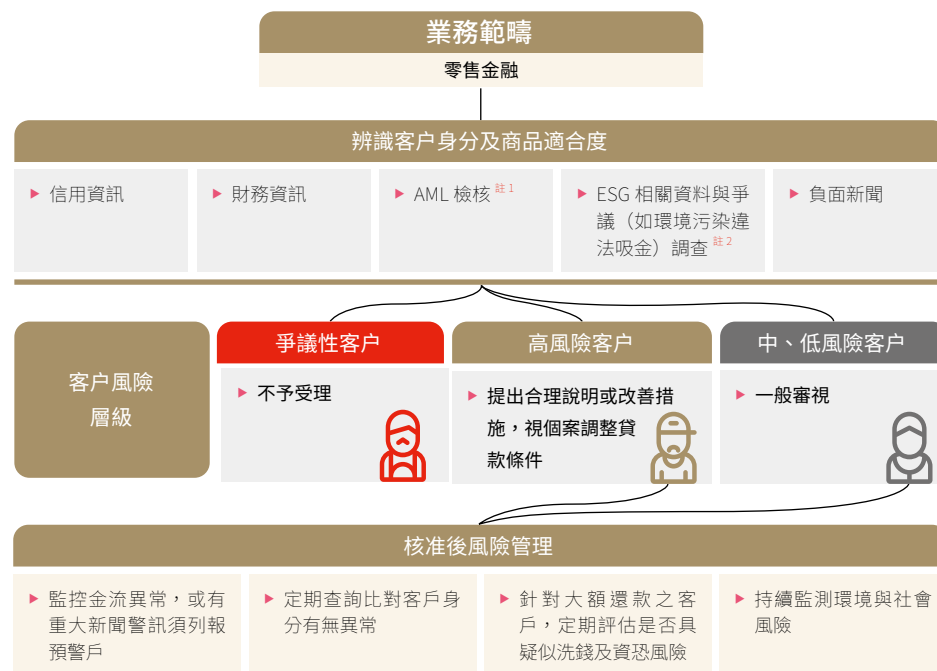 業務範疇
零售金融
辨識客户身分及商品適合度
信用資訊
財務資訊
AML 檢核 註 1
ESG 相關資料與爭
議（如環境污染違
法吸金）調查 註 2
負面新聞
客户風險
層級
爭議性客户
不予受理
高風險客户
提出合理說明或改善措
施，視個案調整貸
款條件
中、低風險客户
一般審視
核准後風險管理
監控金流異常，或有
重大新聞警訊須列報
預警戶
定期查詢比對客戶身
分有無異常
針對大額還款之客
戶，定期評估是否具
疑似洗錢及資恐風險
持續監測環境與社會
風險